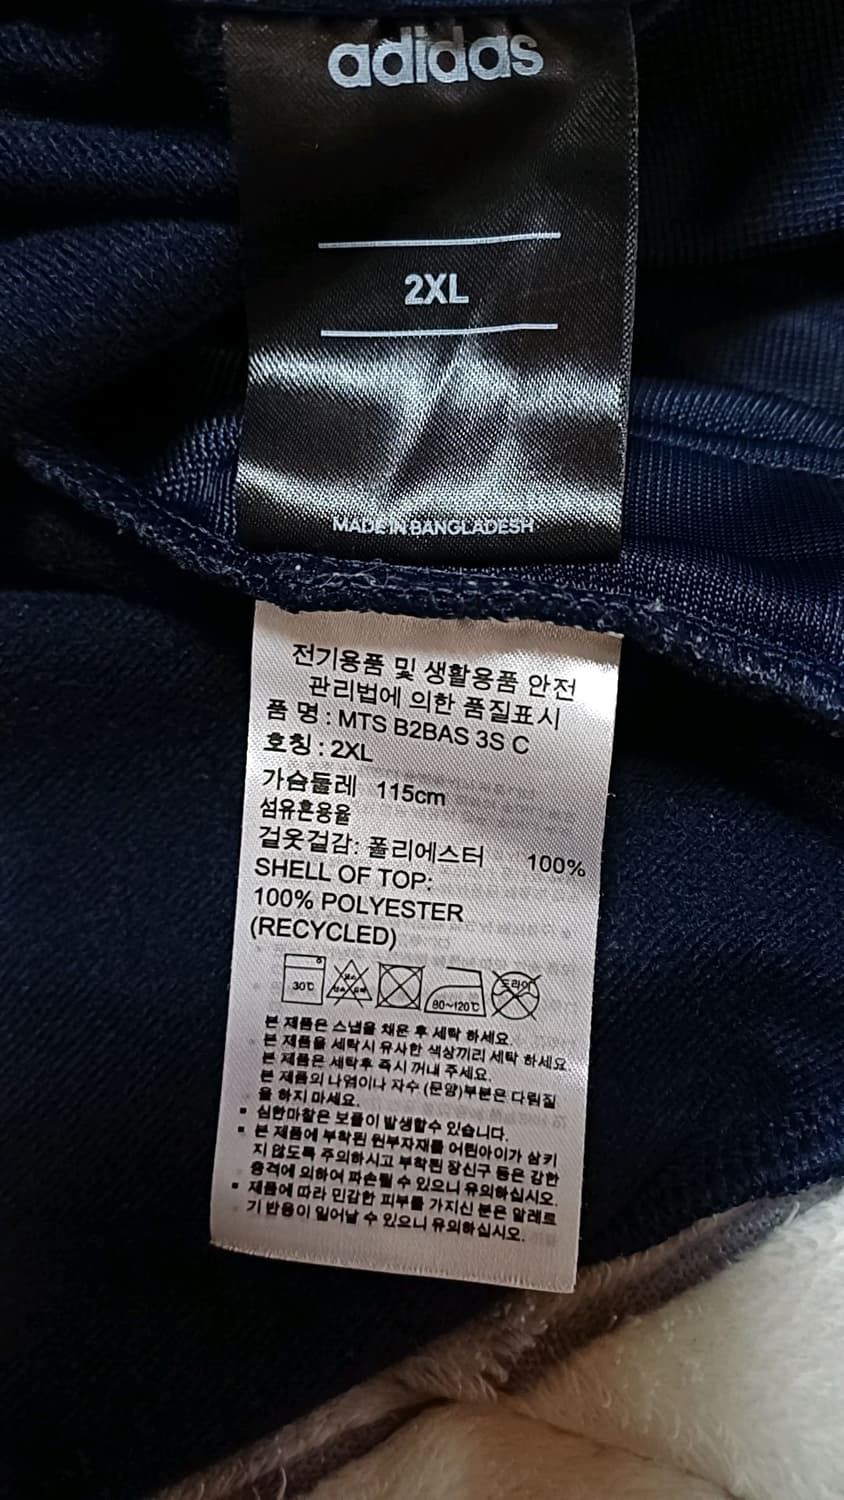 adidas
2XL
MADE IN BANGLADESH
전기용품 및 생활용품 안전
관리법에 의한 품질표시
품 명 : MTS B2BAS 3S C
호칭 : 2XL
가슴둘레 115cm
섬유혼용율
겉옷겉감: 폴리에스터 100%
SHELL OF TOP:
100% POLYESTER
(RECYCLED)
30℃ 80~120℃ 드라이
본 제품은 스냅을 채운 후 세탁 하세요.
본 제품을 세탁시 유사한 색상끼리 세탁 하세요
본 제품은 세탁후 즉시 꺼내 주세요.
본 제품의 나염이나 자수 (문양)부분은 다림질
을 하지 마세요.
▪ 심한마찰은 보풀이 발생할수 있습니다.
▪ 본 제품에 부착된 원부자재를 어린아이가 삼키
지 않도록 주의하시고 부착된 장신구 등은 강한
충격에 의하여 파손될 수 있으니 유의하십시오.
▪ 제품에 따라 민감한 피부를 가지신 분은 알레르
기 반응이 일어날 수 있으니 유의하십시오.